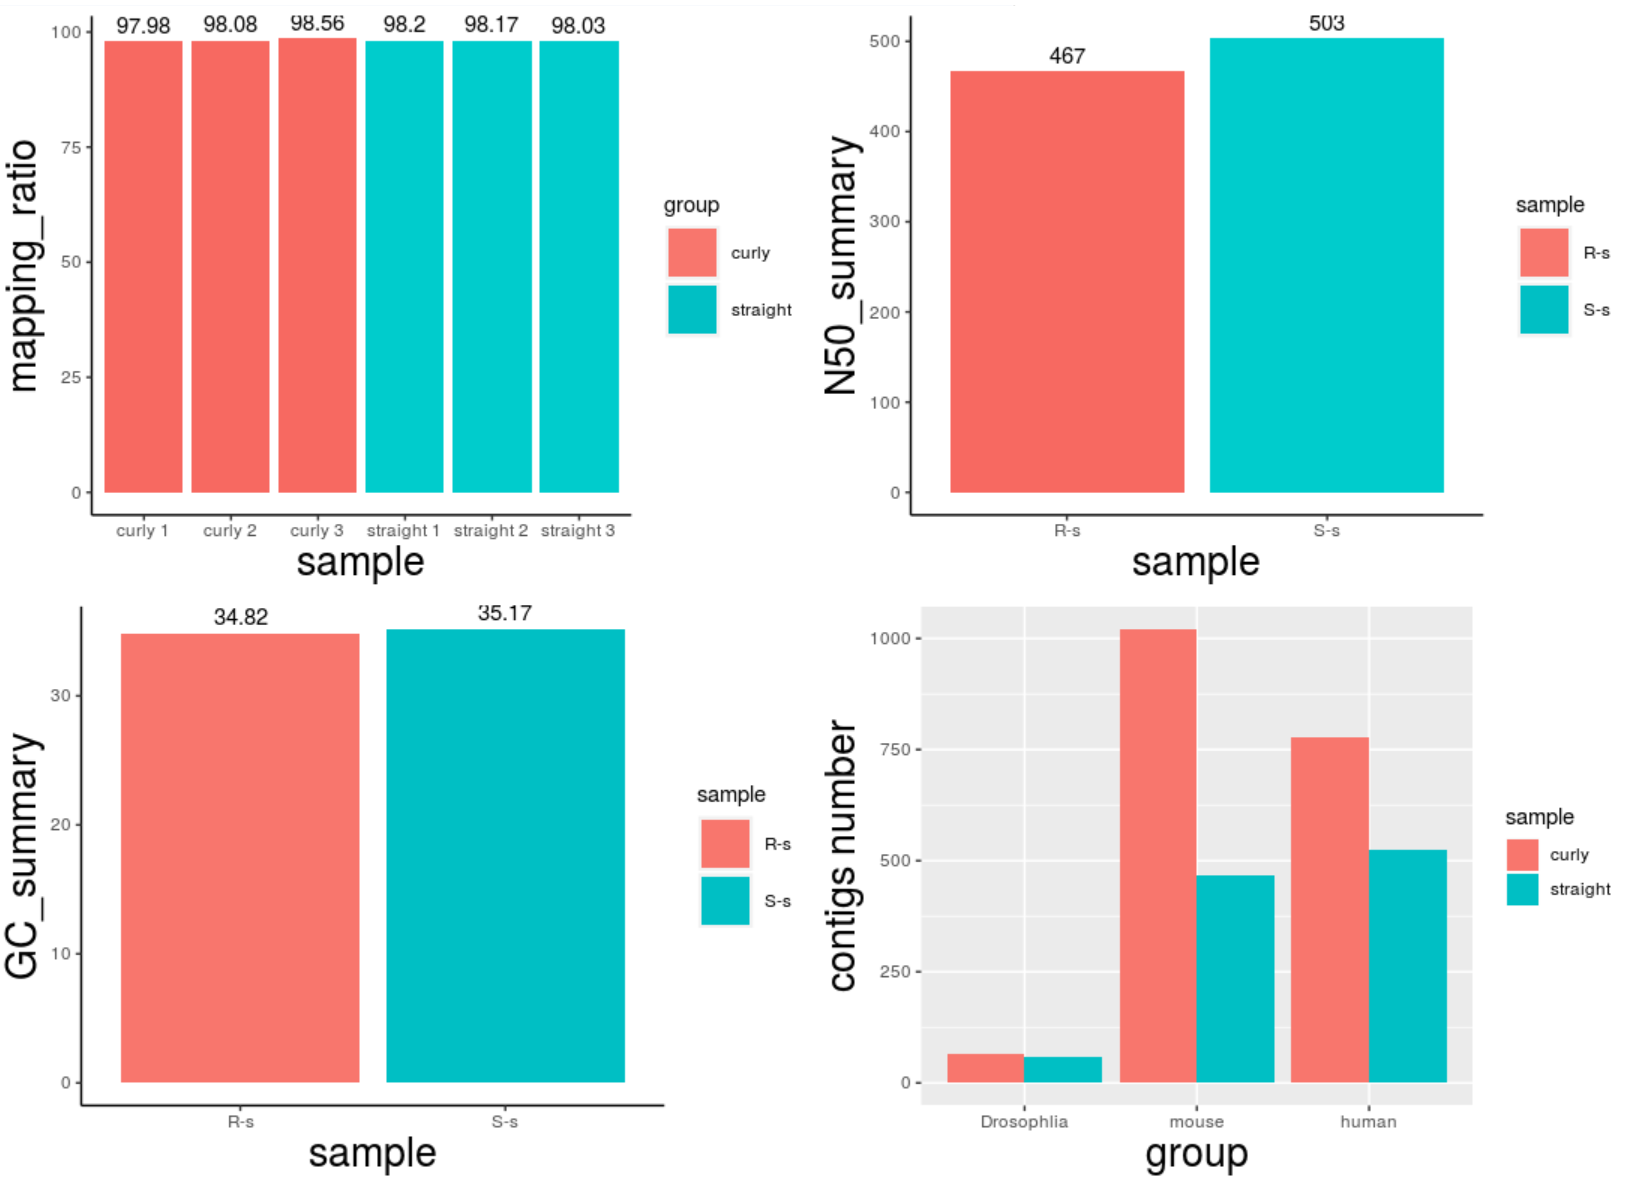 97.98 98.08 98.56 98.2 98.17 98.03
100
75
50
25
0
mapping_ratio
curly 1 curly 2 curly 3 straight 1 straight 2 straight 3
sample
group
curly
straight
467 503
500
400
300
200
100
0
N50_summary
R-s S-s
sample
sample
R-s
S-s
34.82 35.17
30
20
10
0
GC_summary
R-s S-s
sample
sample
R-s
S-s
1000
750
500
250
0
contigs number
Drosophlia mouse human
group
sample
curly
straight